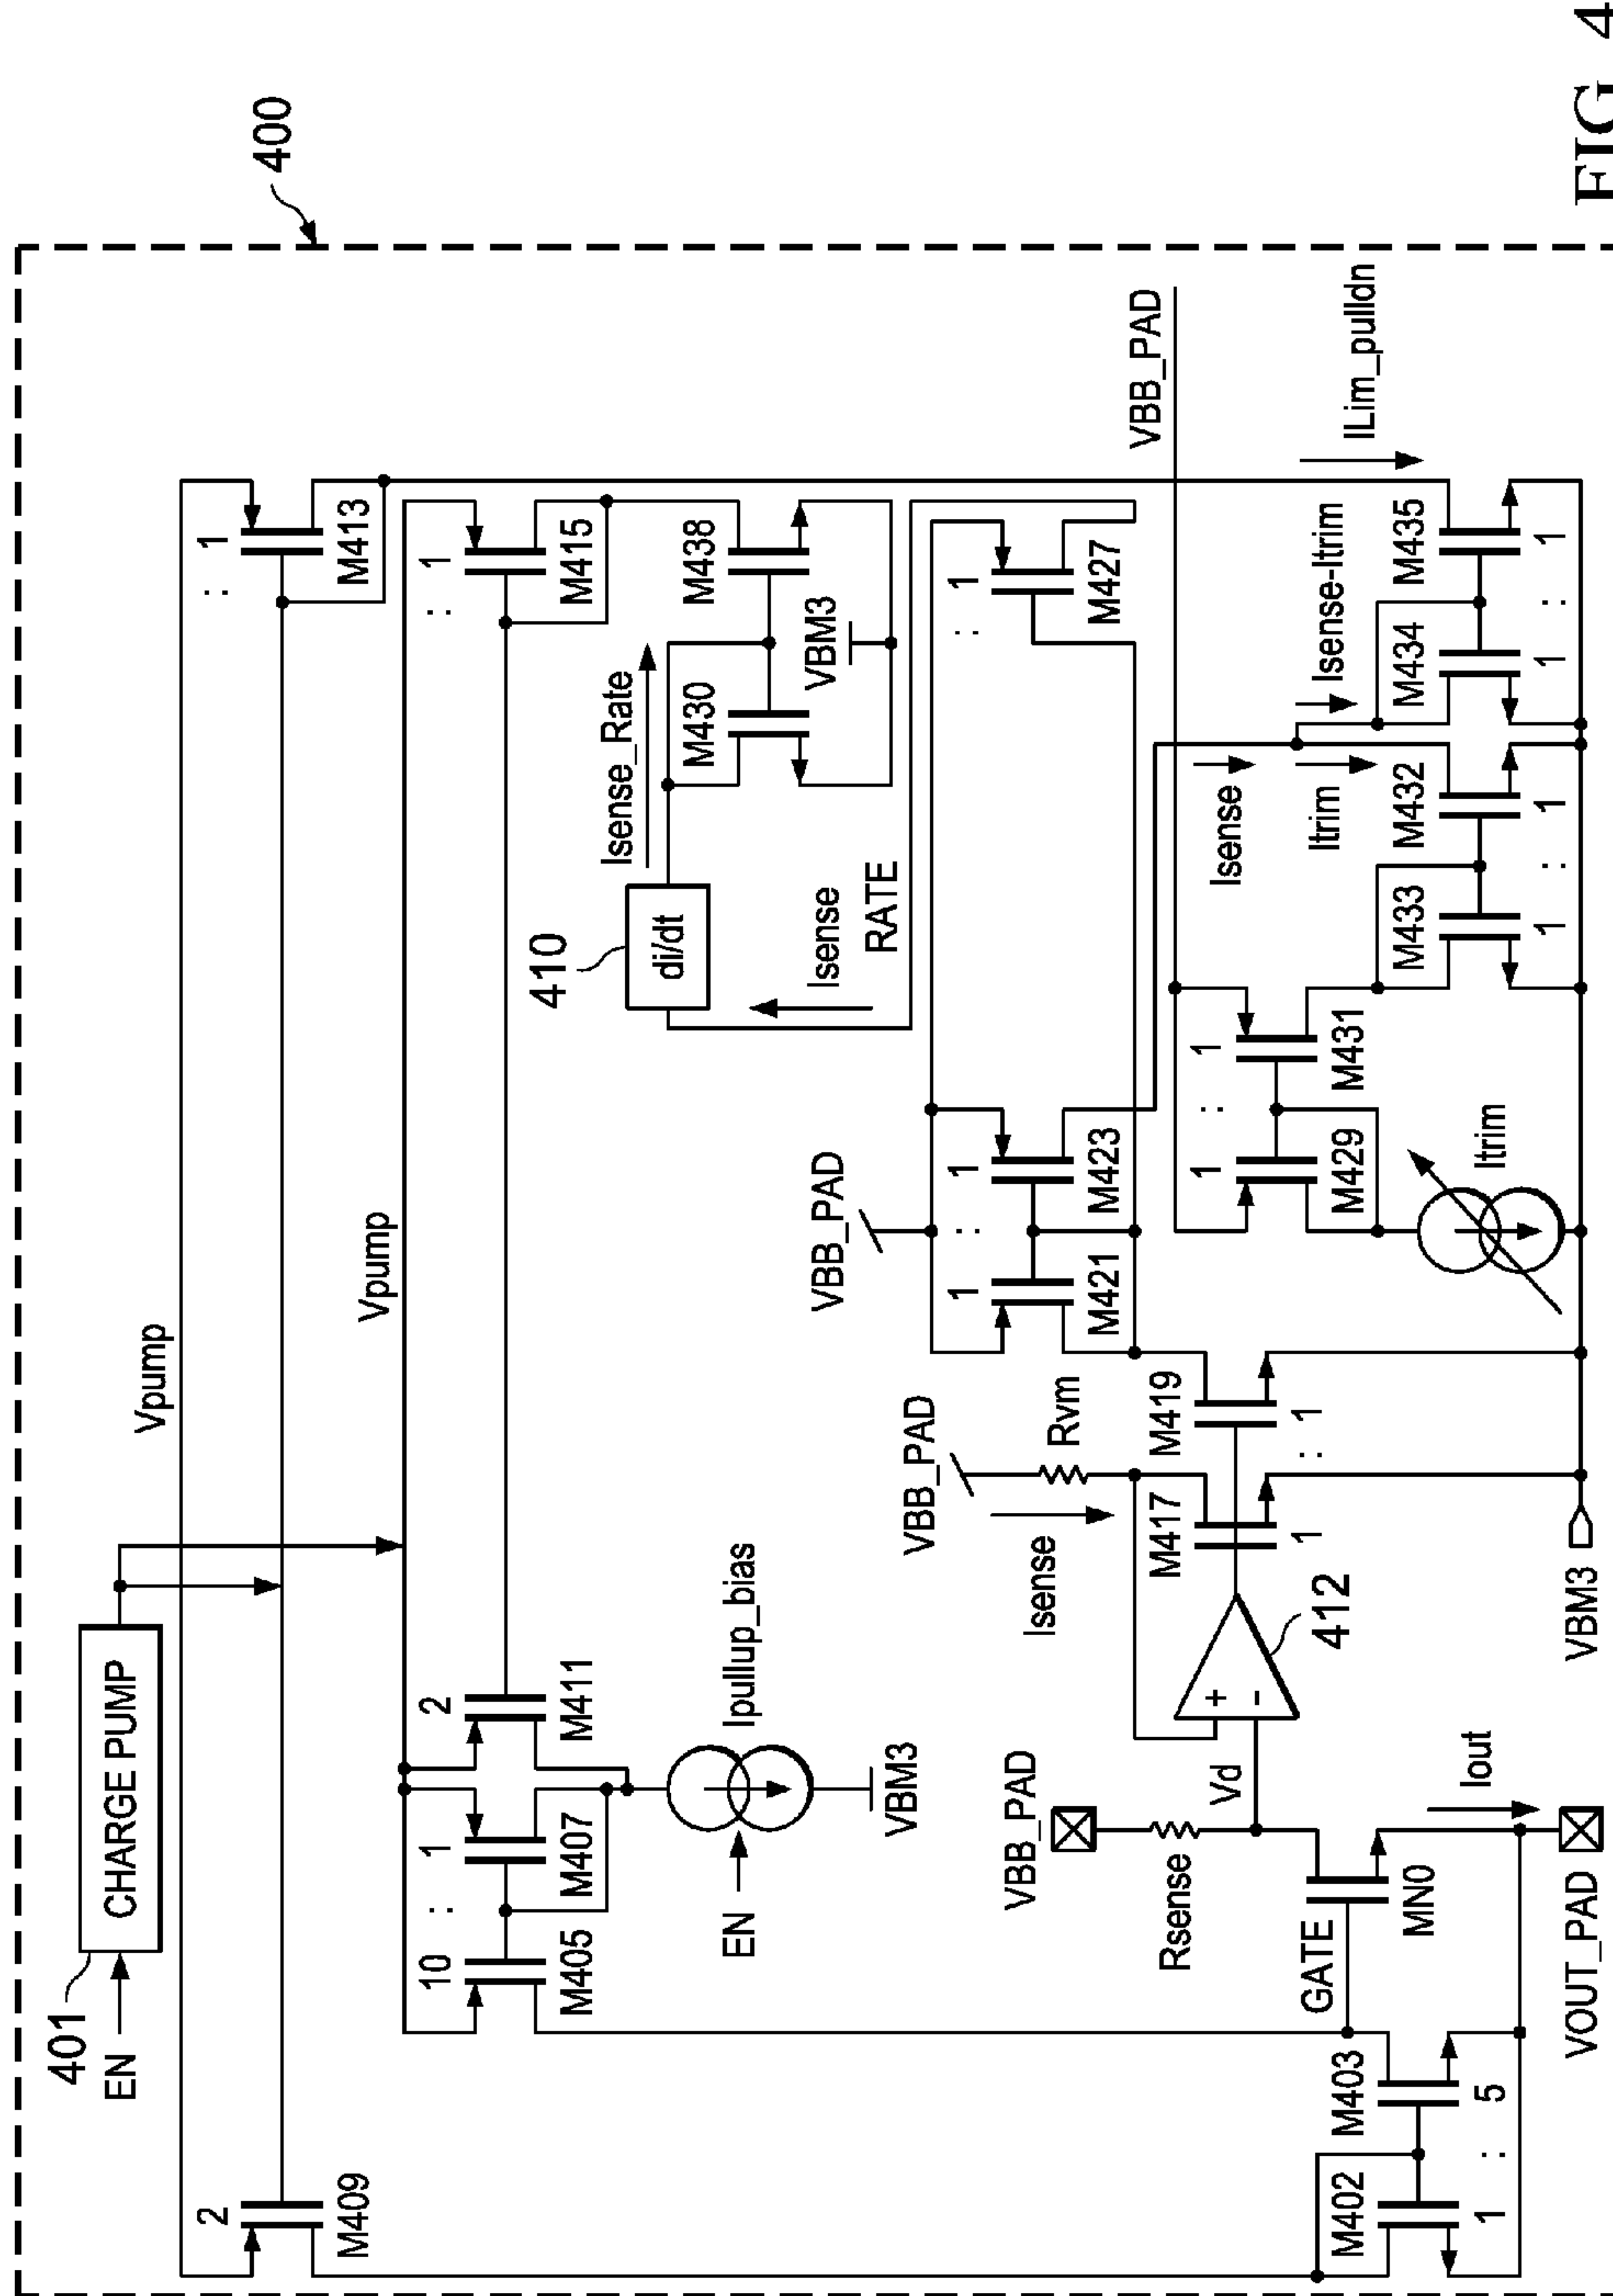 400
401
EN
CHARGE PUMP
Vpump
2
M409
:
1
M413
Vpump
10
:
1
2
M405
M407
M411
:
1
M415
EN
Ipullup_bias
VBM3
Isense_Rate
M430
M438
VBM3
410
di/dt
Isense
RATE
VBB_PAD
1
:
1
M421
M423
:
1
M427
VBB_PAD
Rsense
Vd
GATE
MN0
Iout
VOUT_PAD
M402
M403
1
:
5
VBB_PAD
Isense
Rvm
+
-
412
M417
M419
1
:
1
VBM3
VBB_PAD
1
:
1
M429
M431
Itrim
Isense
Itrim
Isense-Itrim
ILim_pulldn
M433
M432
1
:
1
M434
M435
1
:
1
FIG. 4